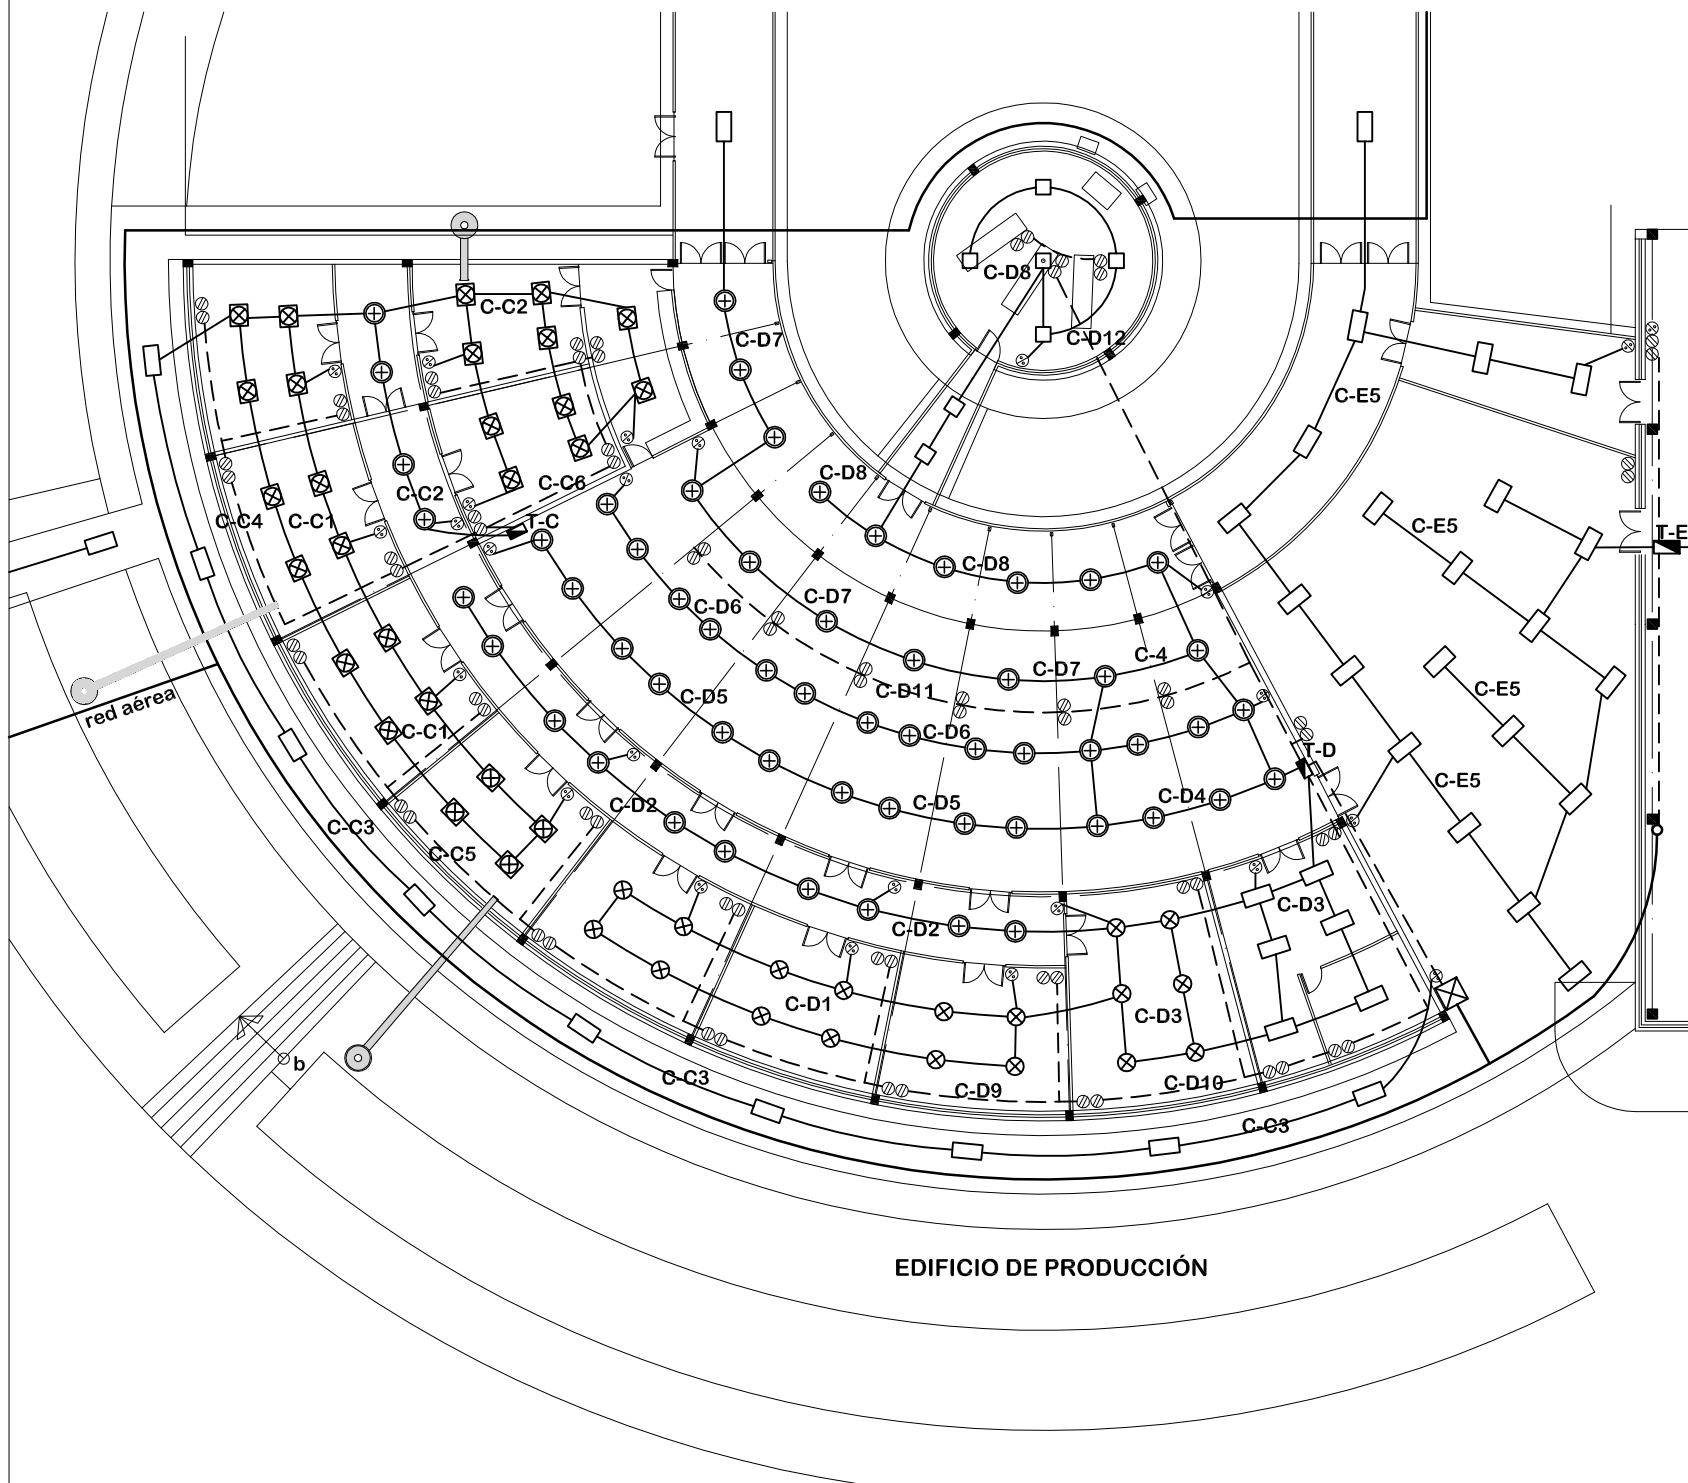 C-D8
C-C2
C-D12
C-D7
C-E5
C-D8
C-C6
C-C2
C-C4
C-C1
T-C
C-E5
T-E
C-D8
C-D7
C-D6
C-4
C-D7
C-D11
C-D5
C-E5
red aérea
C-C1
C-D6
T-D
C-E5
C-D5
C-D4
C-D2
C-C3
C-C5
C-D3
C-D2
C-D1
C-D3
b
C-C3
C-D9
C-D10
C-C3
EDIFICIO DE PRODUCCIÓN